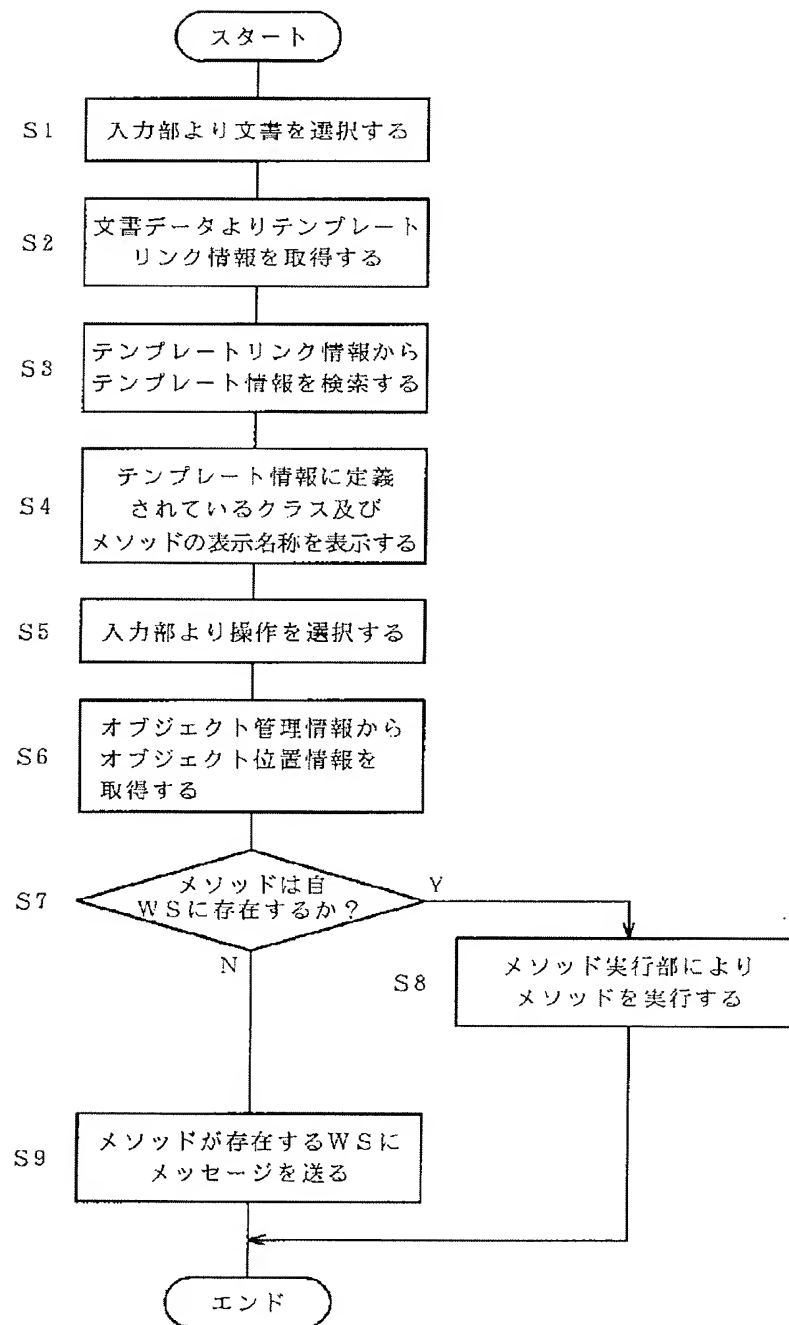 スタート
S1
入力部より文書を選択する
S2
文書データよりテンプレート
リンク情報を取得する
S3
テンプレートリンク情報から
テンプレート情報を検索する
S4
テンプレート情報に定義
されているクラス及び
メソッドの表示名称を表示する
S5
入力部より操作を選択する
S6
オブジェクト管理情報から
オブジェクト位置情報を
取得する
S7
メソッドは自
WSに存在するか?
Y
N
S8
メソッド実行部により
メソッドを実行する
S9
メソッドが存在するWSに
メッセージを送る
エンド